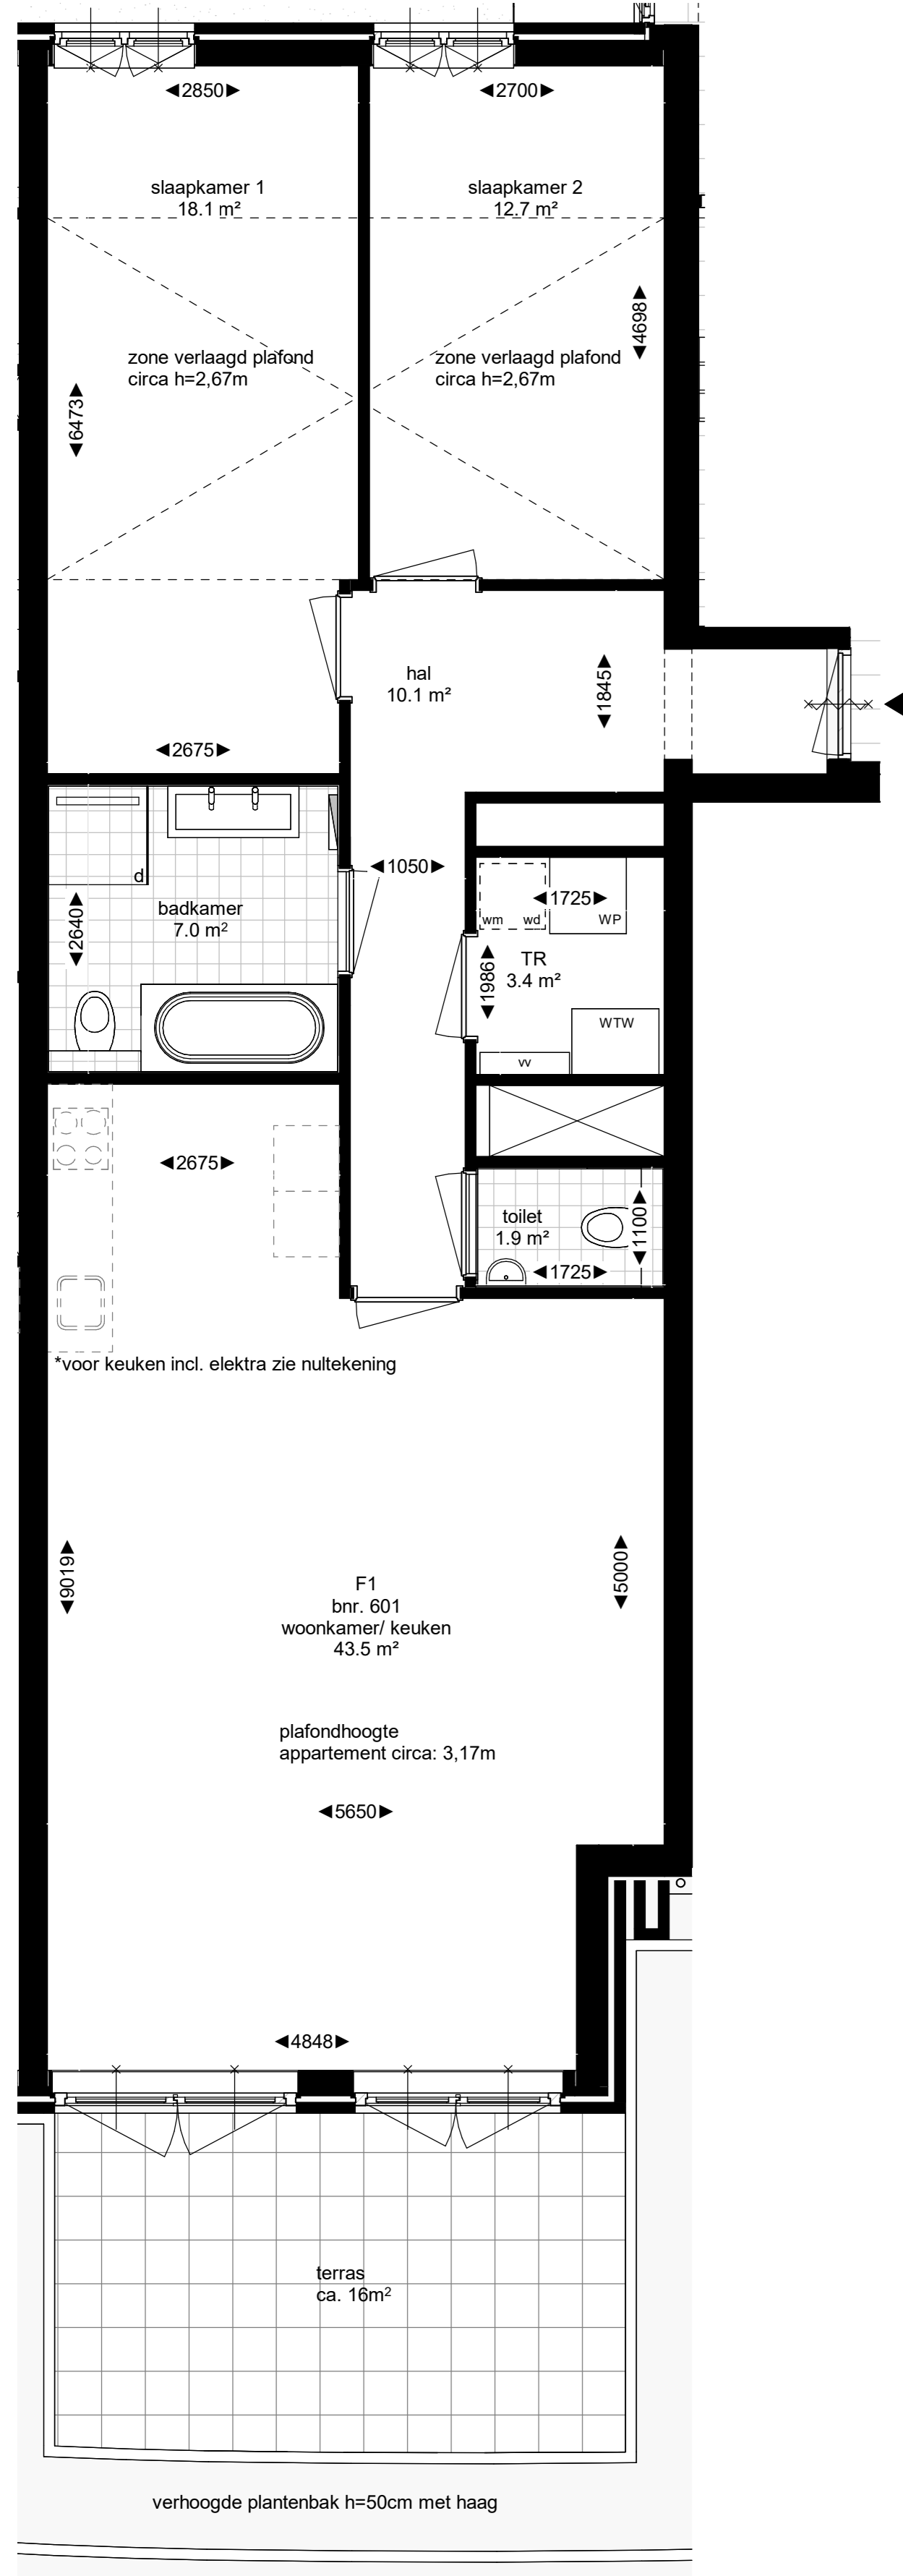 2850
2700
slaapkamer 1
18.1 m²
slaapkamer 2
12.7 m²
4698
zone verlaagd plafond
circa h=2,67m
zone verlaagd plafond
circa h=2,67m
6473
hal
10.1 m²
1845
2675
1050
d
badkamer
7.0 m²
2640
1725
wm
wd
WP
TR
3.4 m²
1986
WTW
vv
2675
toilet
1.9 m²
1100
1725
*voor keuken incl. elektra zie nultekening
9019
5000
F1
bnr. 601
woonkamer/ keuken
43.5 m²
plafondhoogte
appartement circa: 3,17m
5650
4848
terras
ca. 16m²
verhoogde plantenbak h=50cm met haag